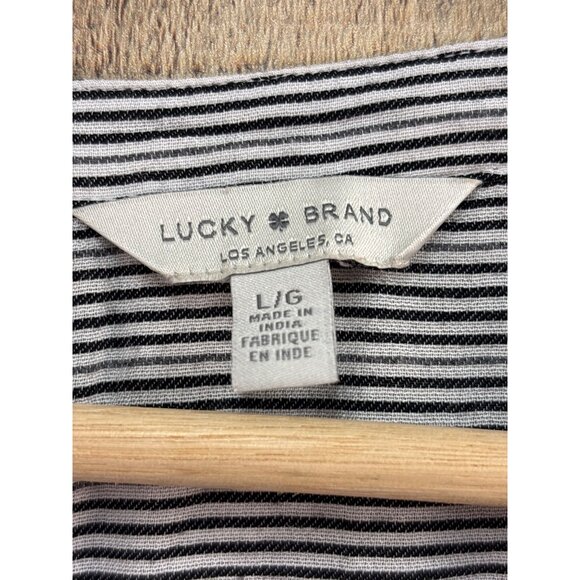 LUCKY BRAND
LOS ANGELES, CA
L/G
MADE IN
INDIA
FABRIQUE
EN INDE